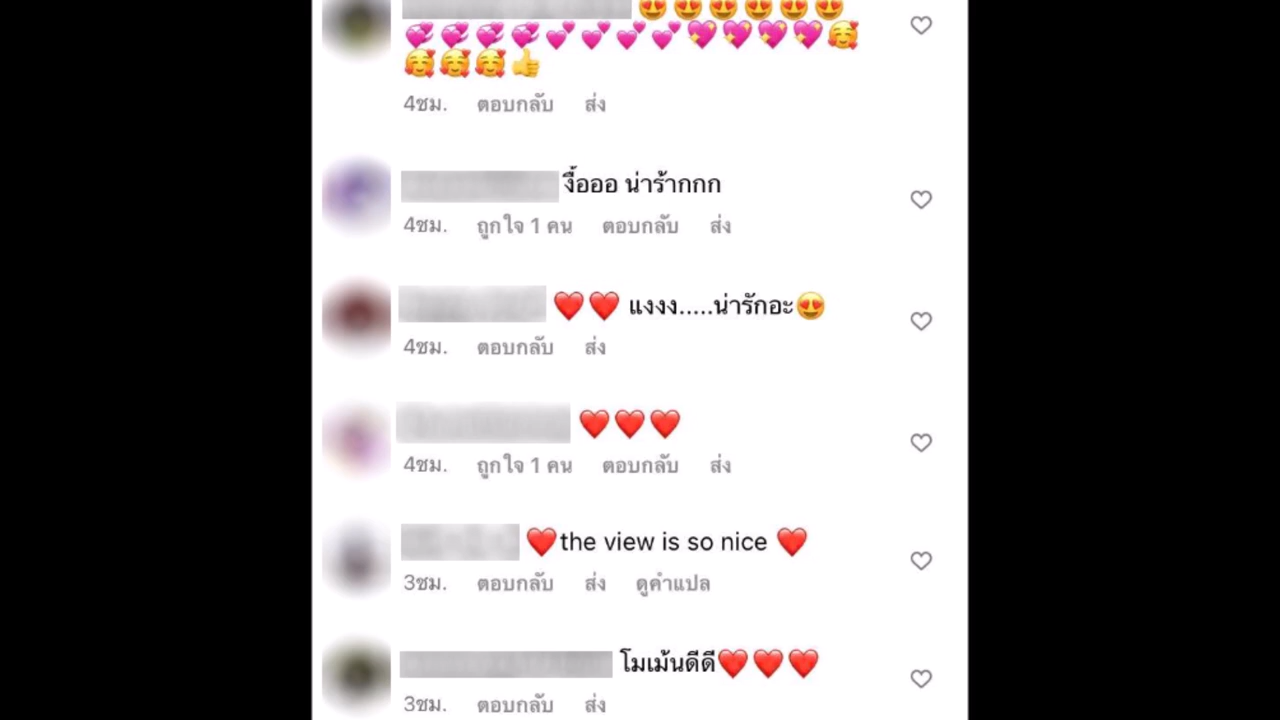 😍😍😍😍😍😍
💞💞💞💞💕💕💕💕💖💖💖💖🥰
🥰🥰🥰👍
4ชม. ตอบกลับ ส่ง
งื้อออ น่าร้ากกก
4ชม. ถูกใจ 1 คน ตอบกลับ ส่ง
❤️❤️ แงงง.....น่ารักอะ😍
4ชม. ตอบกลับ ส่ง
❤️❤️❤️
4ชม. ถูกใจ 1 คน ตอบกลับ ส่ง
❤️the view is so nice ❤️
3ชม. ตอบกลับ ส่ง ดูคำแปล
โมเม้นดีดี❤️❤️❤️
3ชม. ตอบกลับ ส่ง